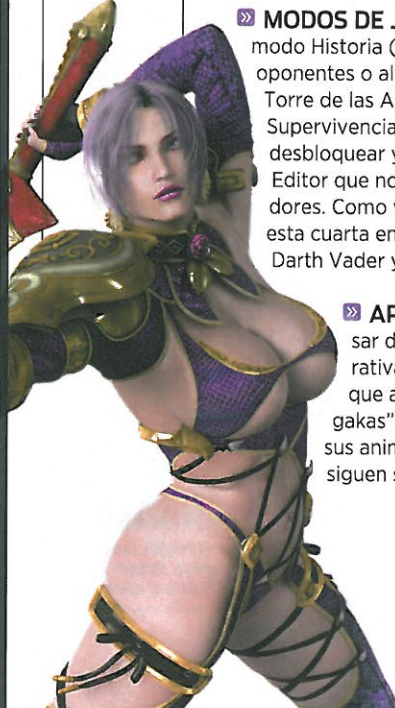 MODOS DE
modo Historia (
oponentes o al
Torre de las A
Supervivencia
desbloquear y
Editor que no
dores. Como v
esta cuarta en
Darth Vader y
AP
sar d
rativa
que a
gakas"
sus anim
siguen s